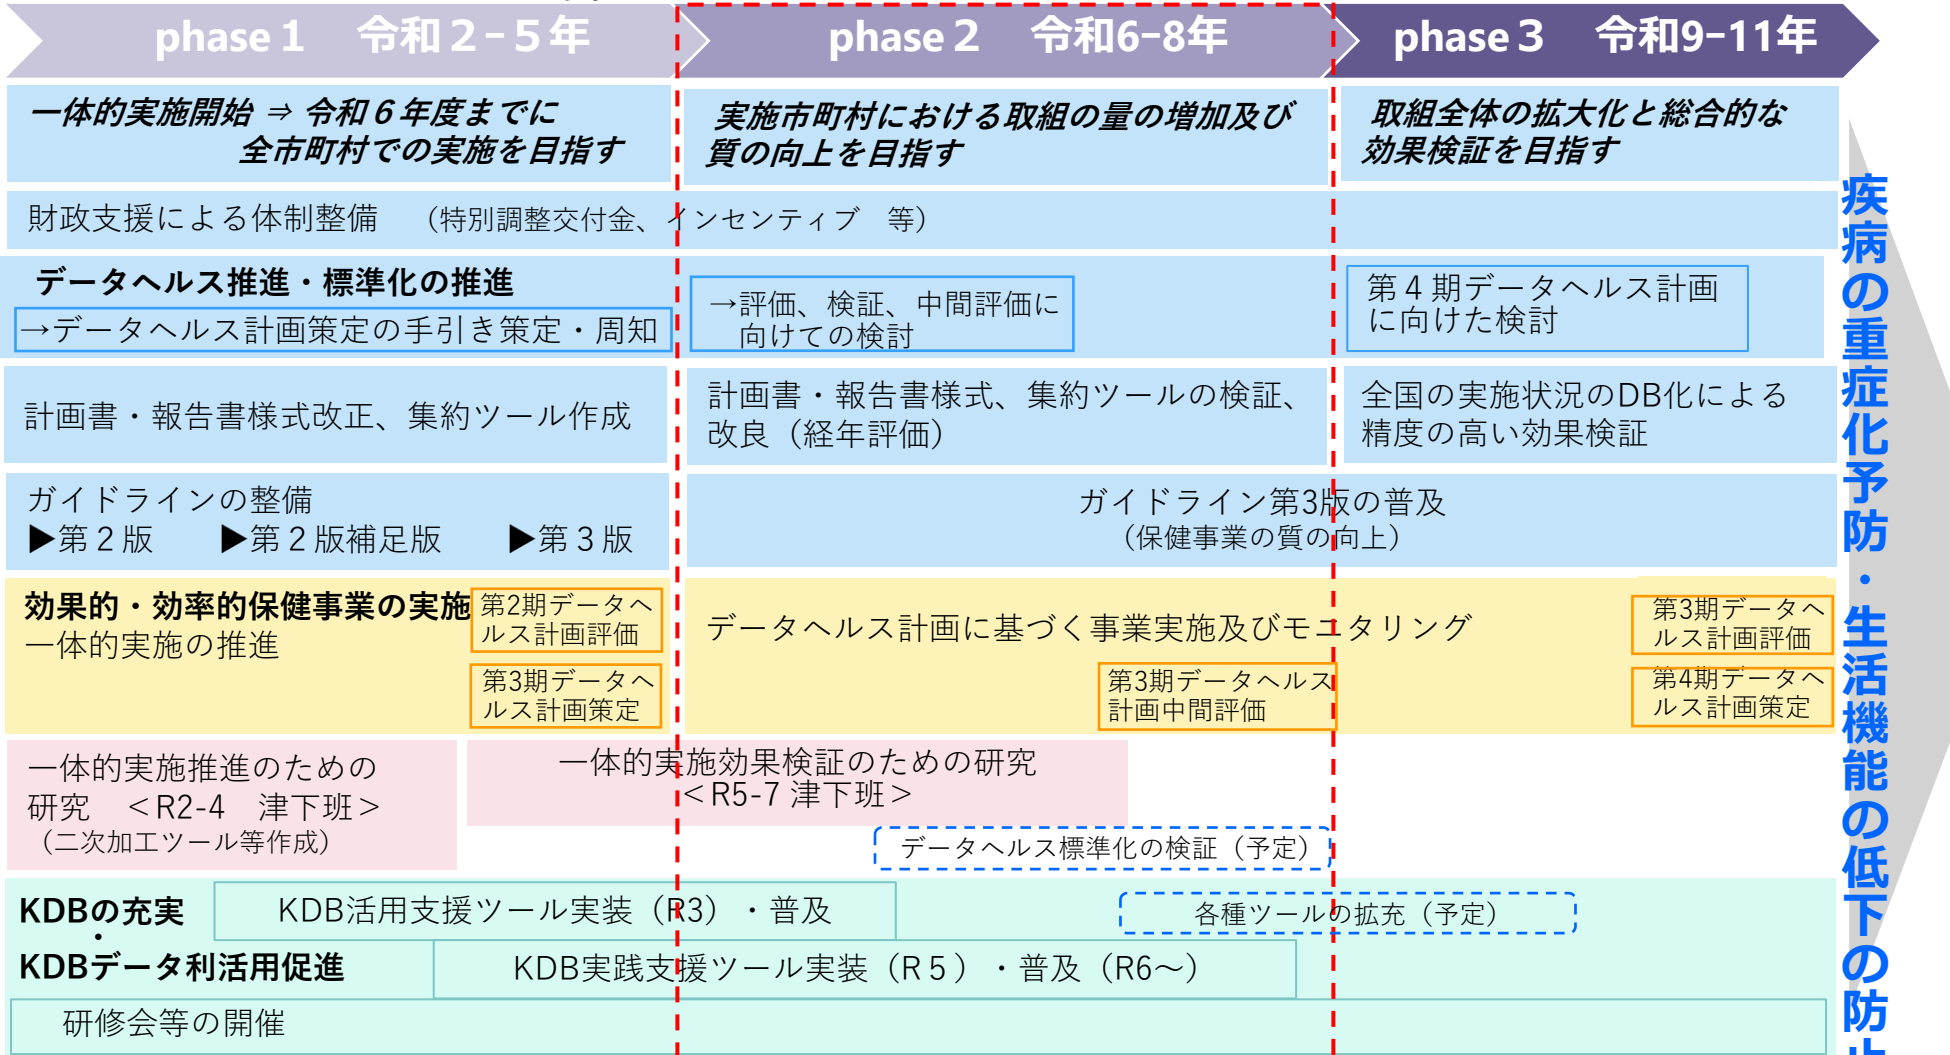 phase１　令和２-５年
phase２　令和6-8年
phase３　令和9-11年
一体的実施開始 ⇒ 令和６年度までに
全市町村での実施を目指す
実施市町村における取組の量の増加及び
質の向上を目指す
取組全体の拡大化と総合的な
効果検証を目指す
財政支援による体制整備　（特別調整交付金、インセンティブ　等）
データヘルス推進・標準化の推進
→データヘルス計画策定の手引き策定・周知
→評価、検証、中間評価に
向けての検討
第４期データヘルス計画
に向けた検討
計画書・報告書様式改正、集約ツール作成
計画書・報告書様式、集約ツールの検証、
改良（経年評価）
全国の実施状況のDB化による
精度の高い効果検証
ガイドラインの整備
▶第２版　　▶第２版補足版　　▶第３版
ガイドライン第3版の普及
（保健事業の質の向上）
効果的・効率的保健事業の実施
一体的実施の推進
第2期データヘ
ルス計画評価
第3期データヘ
ルス計画策定
データヘルス計画に基づく事業実施及びモニタリング
第3期データヘルス
計画中間評価
第3期データヘ
ルス計画評価
第4期データヘ
ルス計画策定
一体的実施推進のための
研究　＜R2-4　津下班＞
（二次加工ツール等作成）
一体的実施効果検証のための研究
＜R5-7 津下班＞
データヘルス標準化の検証（予定）
KDBの充実
・
KDBデータ利活用促進
KDB活用支援ツール実装（R3）・普及
各種ツールの拡充（予定）
KDB実践支援ツール実装（R５）・普及（R6～）
研修会等の開催
疾病の重症化予防・生活機能の低下の防止